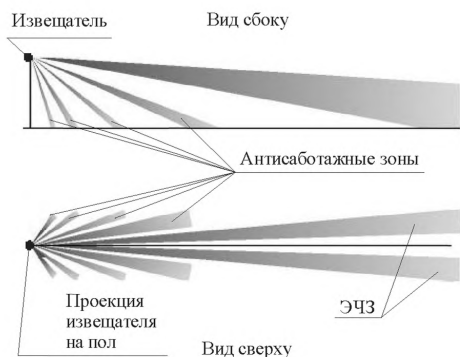 Извещатель
Вид сбоку
Антисаботажные зоны
Проекция
извещателя
на пол
ЭЧЗ
Вид сверху